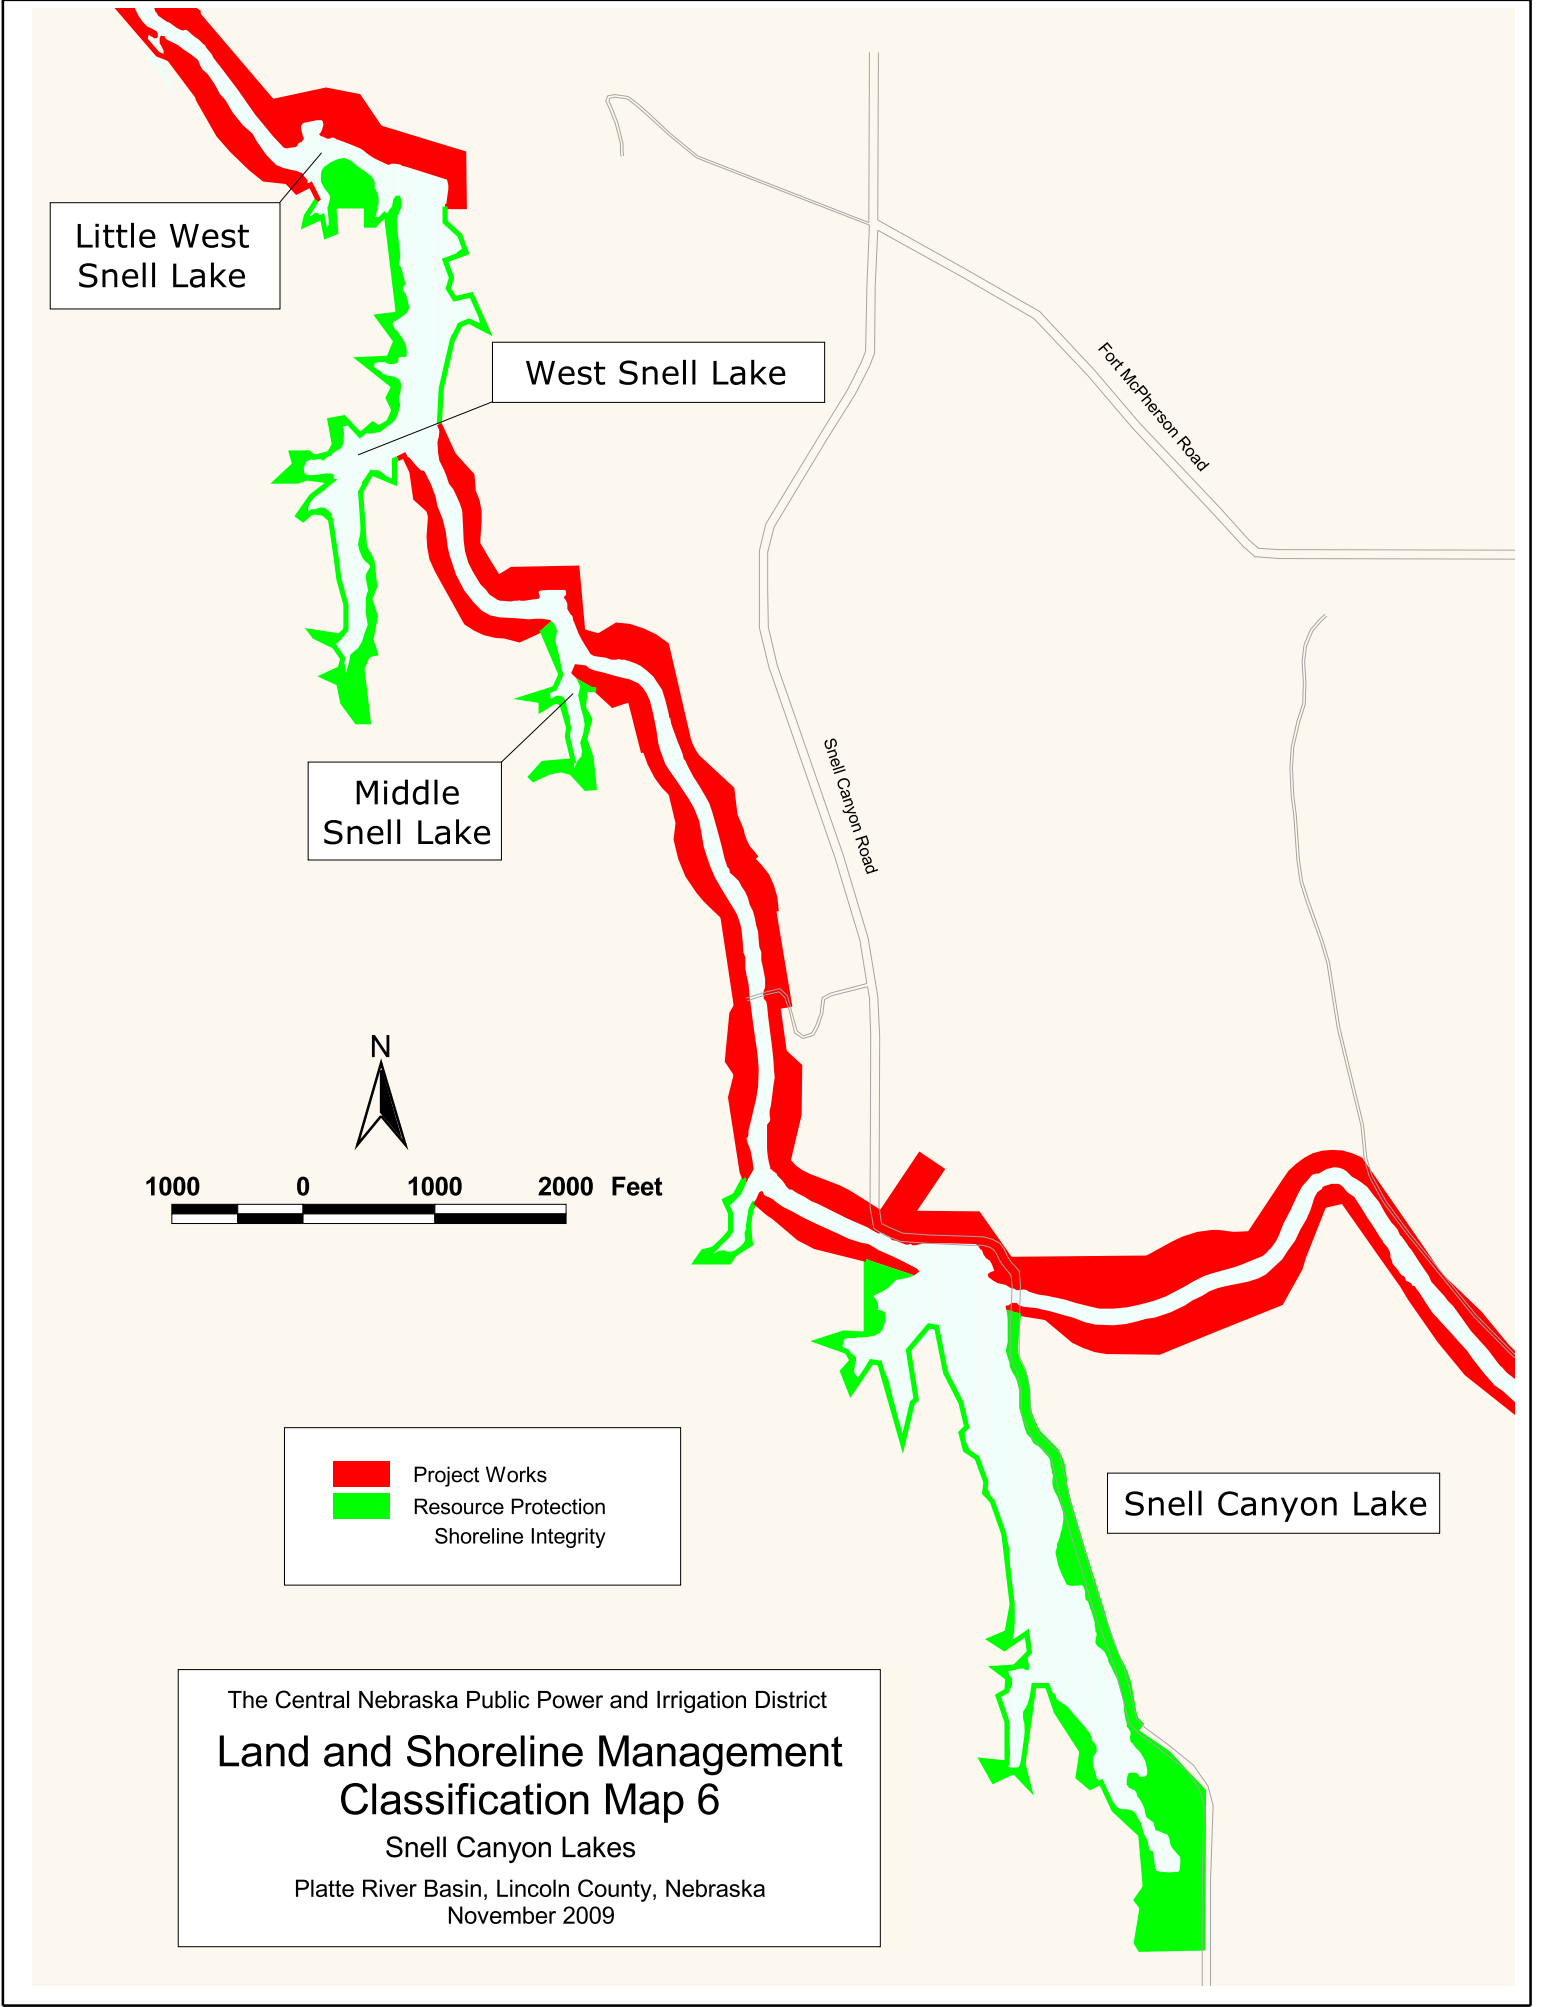 Little West
Snell Lake
West Snell Lake
Fort McPherson Road
Middle
Snell Lake
Snell Canyon Road
N
1000 0 1000 2000 Feet
Project Works
Resource Protection
Shoreline Integrity
Snell Canyon Lake
The Central Nebraska Public Power and Irrigation District
Land and Shoreline Management
Classification Map 6
Snell Canyon Lakes
Platte River Basin, Lincoln County, Nebraska
November 2009